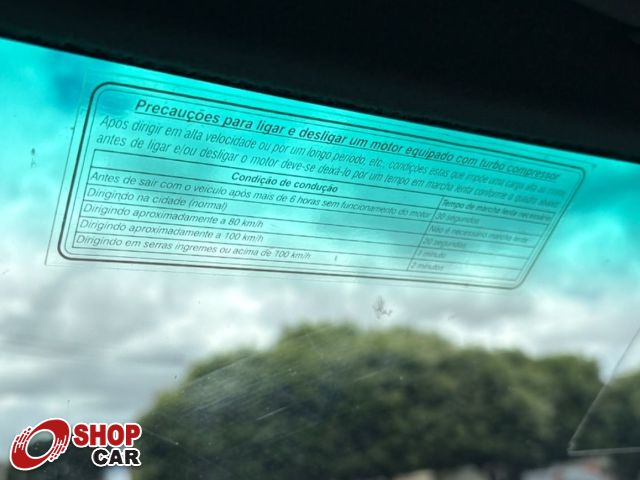 Precauções para ligar e desligar um motor equipado com turbo compressor
Após dirigir em alta velocidade ou por um longo período, etc, condições estas que impõe uma carga alta ao motor,
antes de ligar e/ou desligar o motor deve-se deixá-lo por um tempo em marcha lenta conforme o quadro abaixo:
Condição de condução Tempo de marcha lenta necessário
Antes de sair com o veículo após mais de 6 horas sem funcionamento do motor 30 segundos
Dirigindo na cidade (normal) Não é necessário marcha lenta
Dirigindo aproximadamente a 80 km/h 20 segundos
Dirigindo aproximadamente a 100 km/h 1 minuto
Dirigindo em serras ingremes ou acima de 100 km/h 2 minutos
SHOP
CAR